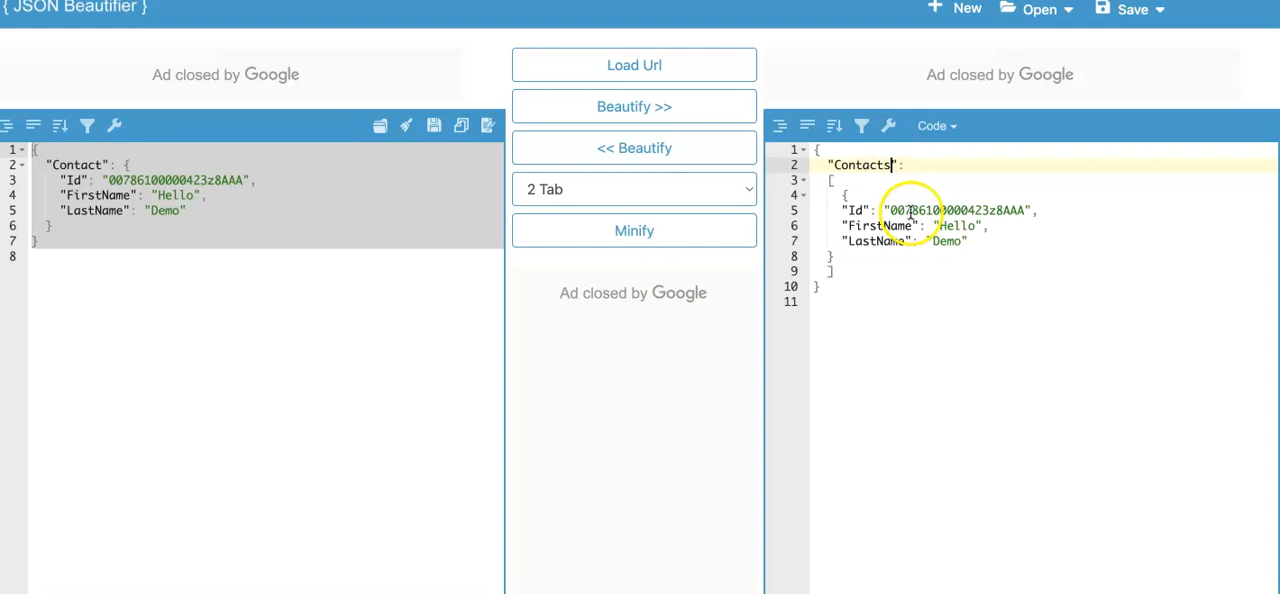 { JSON Beautifier }
New Open Save
Ad closed by Google
Load Url
Beautify >>
<< Beautify
2 Tab
Minify
Ad closed by Google
Ad closed by Google
1 {
2 "Contact": {
3 "Id": "00786100000423z8AAA",
4 "FirstName": "Hello",
5 "LastName": "Demo"
6 }
7 }
8
Code
1 {
2 "Contacts":
3 [
4 {
5 "Id": "00786100000423z8AAA",
6 "FirstName": "Hello",
7 "LastName": "Demo"
8 }
9 ]
10 }
11